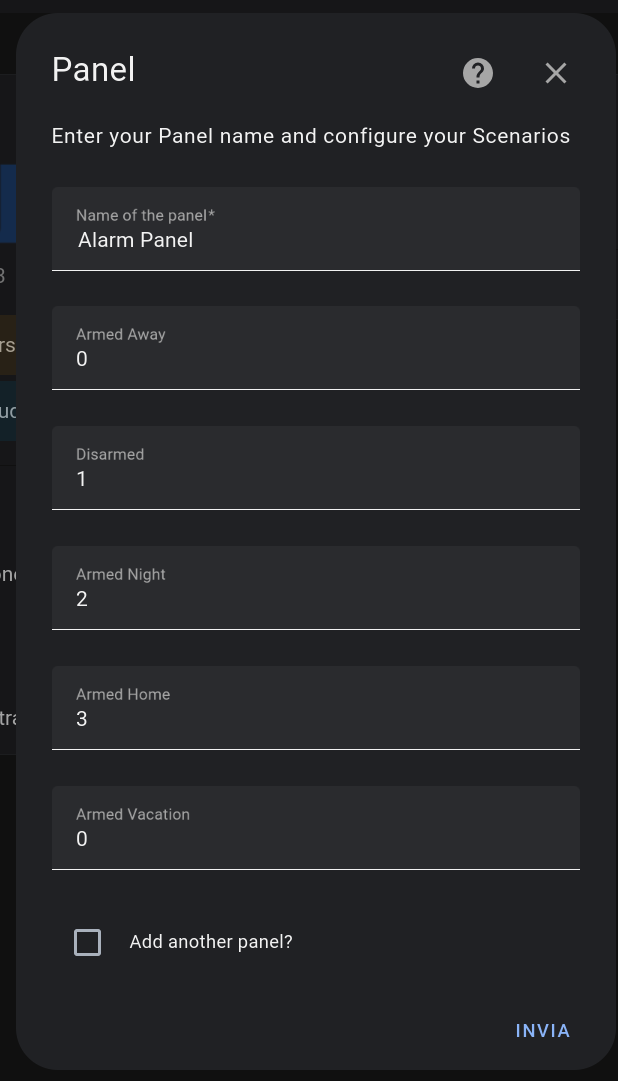 Panel
Enter your Panel name and configure your Scenarios
Name of the panel*
Alarm Panel
Armed Away
0
Disarmed
1
Armed Night
2
Armed Home
3
Armed Vacation
0
Add another panel?
INVIA